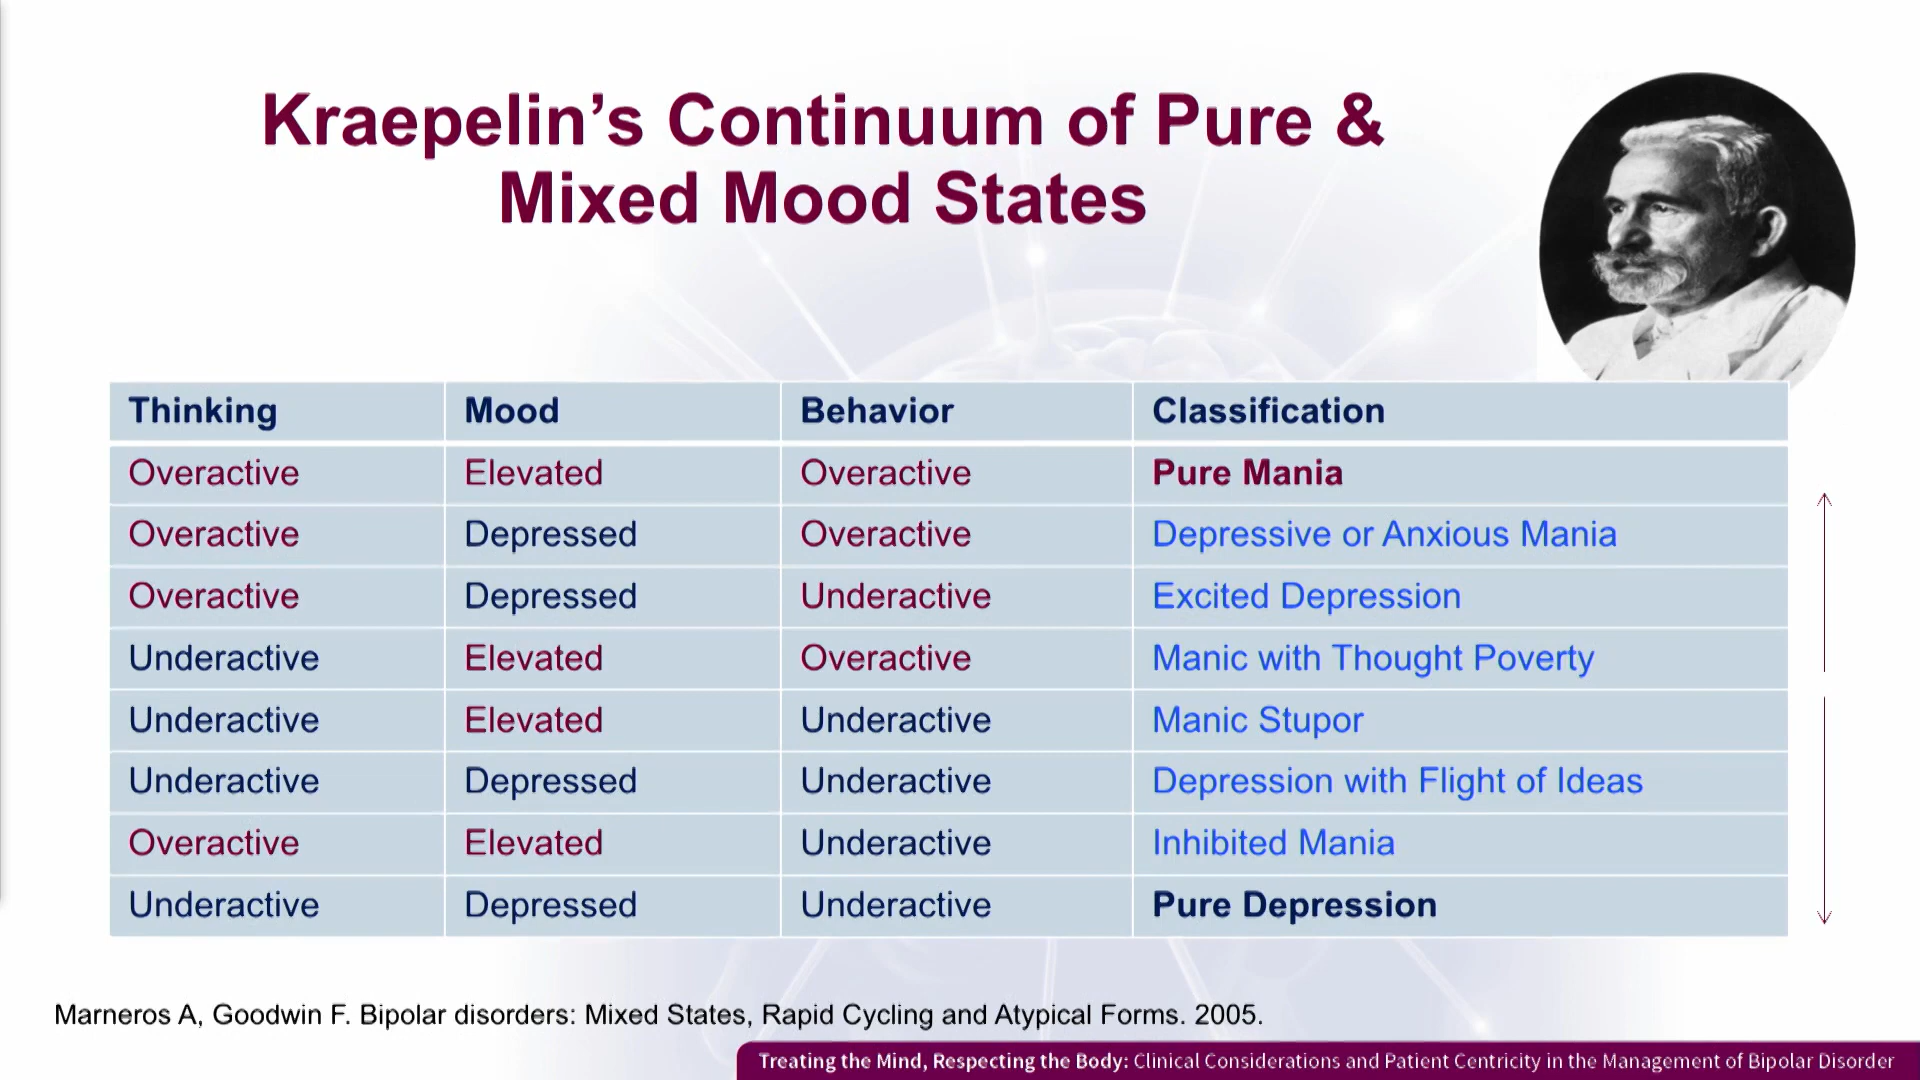 Kraepelin’s Continuum of Pure &
Mixed Mood States
Thinking Mood Behavior Classification
Overactive Elevated Overactive Pure Mania
Overactive Depressed Overactive Depressive or Anxious Mania
Overactive Depressed Underactive Excited Depression
Underactive Elevated Overactive Manic with Thought Poverty
Underactive Elevated Underactive Manic Stupor
Underactive Depressed Underactive Depression with Flight of Ideas
Overactive Elevated Underactive Inhibited Mania
Underactive Depressed Underactive Pure Depression
Marneros A, Goodwin F. Bipolar disorders: Mixed States, Rapid Cycling and Atypical Forms. 2005.
Treating the Mind, Respecting the Body: Clinical Considerations and Patient Centricity in the Management of Bipolar Disorder